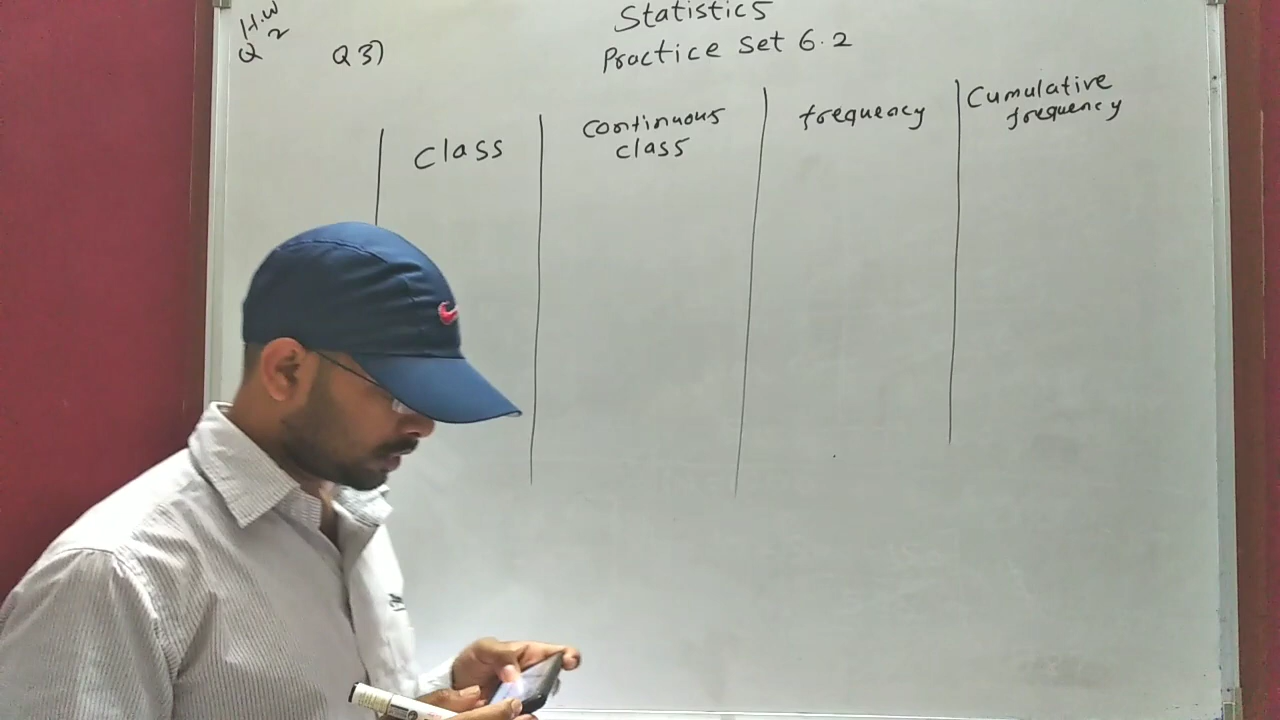 H.W
Q 2
Q 3)
Statistics
Practice Set 6.2
class
continuous
class
frequency
Cumulative
frequency